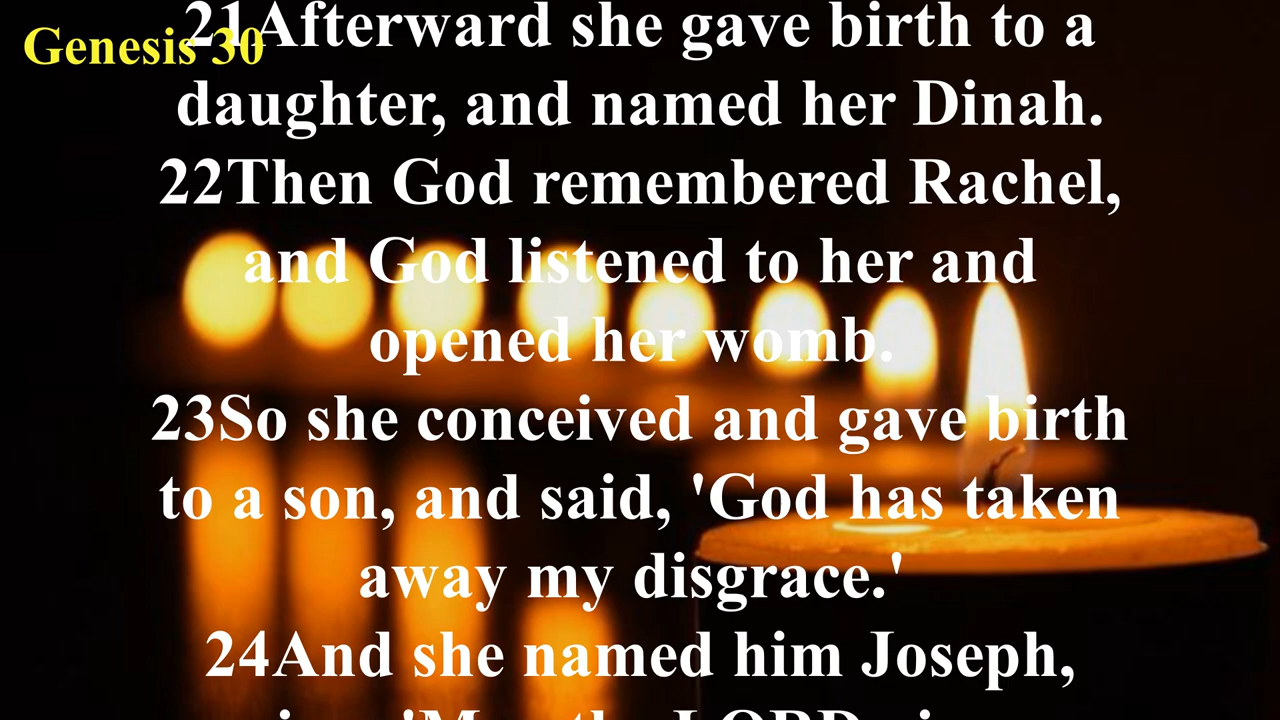 Genesis 30
21Afterward she gave birth to a
daughter, and named her Dinah.
22Then God remembered Rachel,
and God listened to her and
opened her womb.
23So she conceived and gave birth
to a son, and said, 'God has taken
away my disgrace.'
24And she named him Joseph,